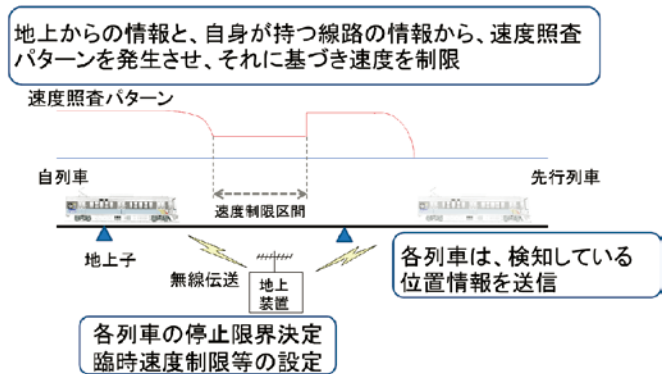 地上からの情報と、自身が持つ線路の情報から、速度照査
パターンを発生させ、それに基づき速度を制限
速度照査パターン
自列車
先行列車
速度制限区間
地上子
無線伝送
地上
装置
各列車は、検知している
位置情報を送信
各列車の停止限界決定
臨時速度制限等の設定